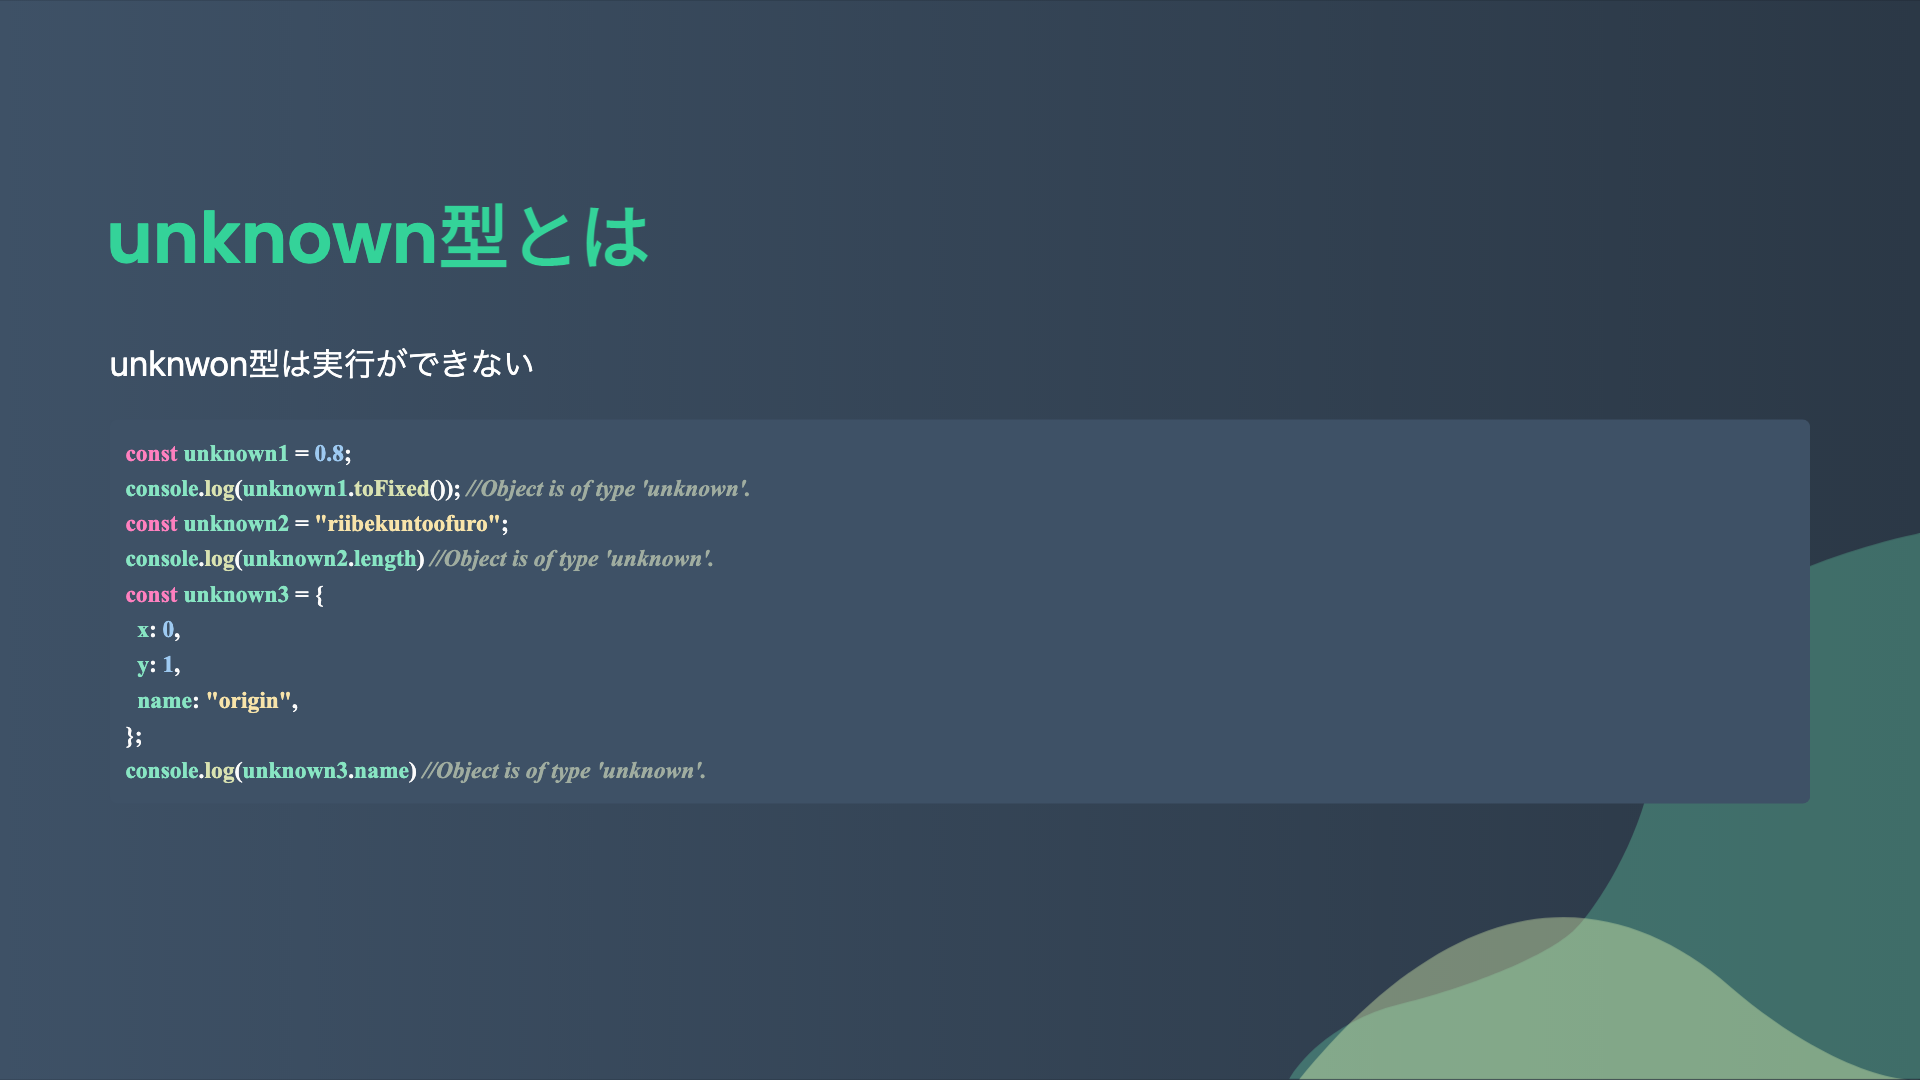 unknown型とは
unknwon型は実行ができない
const unknown1 = 0.8;
console.log(unknown1.toFixed()); //Object is of type 'unknown'.
const unknown2 = "riibekuntoofuro";
console.log(unknown2.length) //Object is of type 'unknown'.
const unknown3 = {
  x: 0,
  y: 1,
  name: "origin",
};
console.log(unknown3.name) //Object is of type 'unknown'.